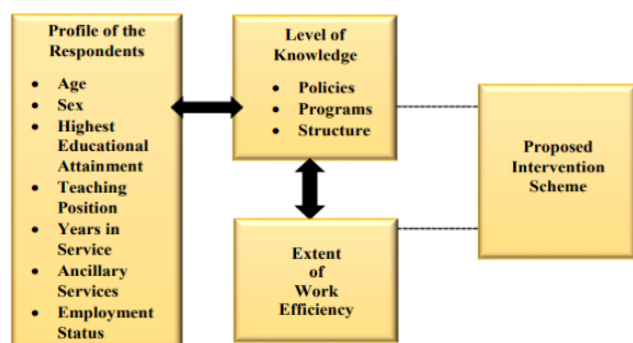 Profile of the
Respondents
• Age
• Sex
• Highest
Educational
Attainment
• Teaching
Position
• Years in
Service
• Ancillary
Services
• Employment
Status
Level of
Knowledge
• Policies
• Programs
• Structure
Extent
of
Work
Efficiency
Proposed
Intervention
Scheme